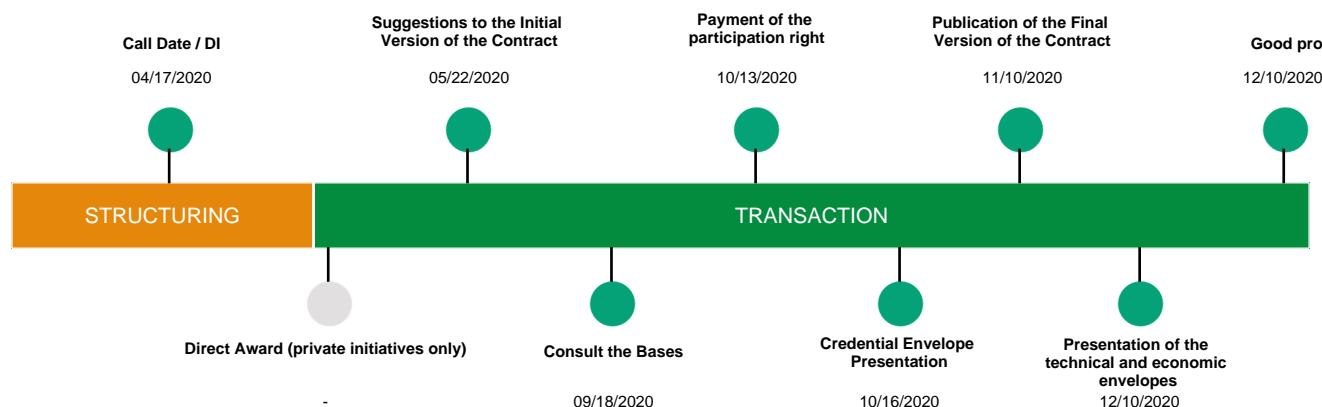 Call Date / DI
04/17/2020
Suggestions to the Initial
Version of the Contract
05/22/2020
Payment of the
participation right
10/13/2020
Publication of the Final
Version of the Contract
11/10/2020
Good pro
12/10/2020
STRUCTURING
TRANSACTION
Direct Award (private initiatives only)
-
Consult the Bases
09/18/2020
Credential Envelope
Presentation
10/16/2020
Presentation of the
technical and economic
envelopes
12/10/2020